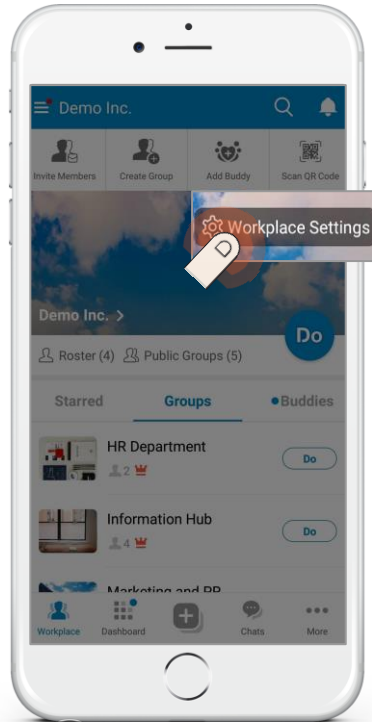 Demo Inc.
Invite Members
Create Group
Add Buddy
Scan QR Code
Workplace Settings
Demo Inc.
Do
Roster (4)
Public Groups (5)
Starred
Groups
Buddies
HR Department
2
Do
Information Hub
4
Do
Marketing and PR
Workplace
Dashboard
Chats
More